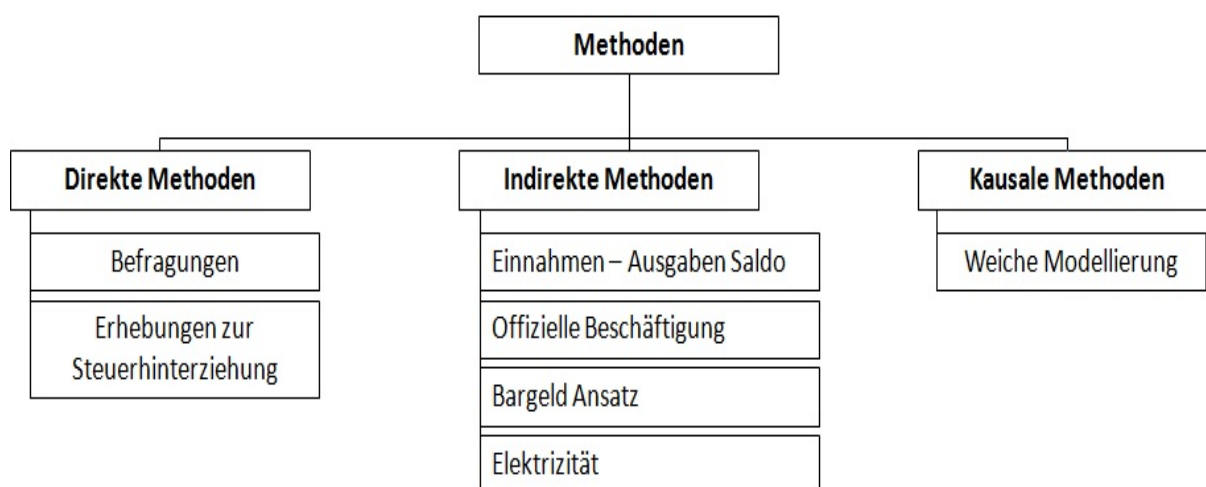 Methoden
Direkte Methoden
Befragungen
Erhebungen zur
Steuerhinterziehung
Indirekte Methoden
Einnahmen – Ausgaben Saldo
Offizielle Beschäftigung
Bargeld Ansatz
Elektrizität
Kausale Methoden
Weiche Modellierung